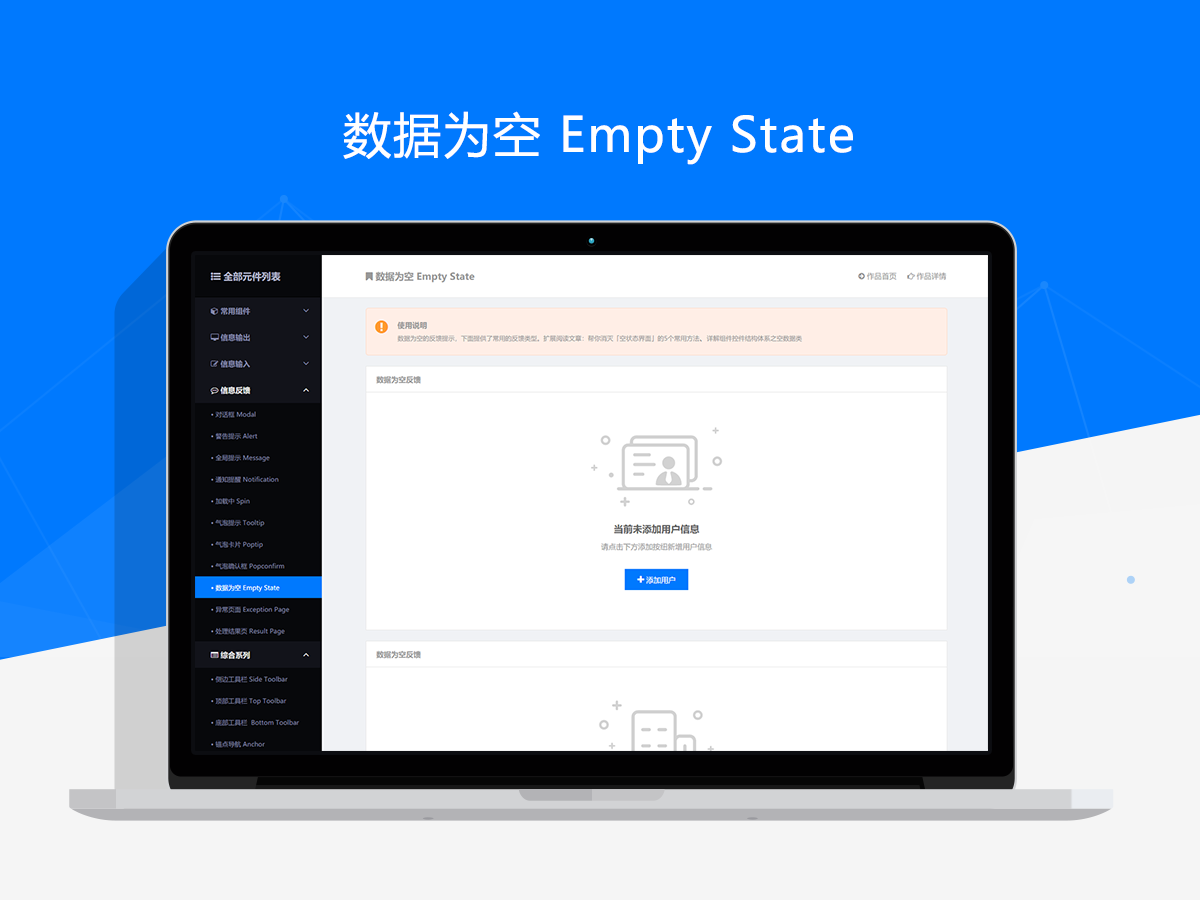 数据为空 Empty State
全部元件列表
常用组件
信息输出
信息输入
信息反馈
• 对话框 Modal
• 警告提示 Alert
• 全局提示 Message
• 通知提醒 Notification
• 加载中 Spin
• 气泡提示 Tooltip
• 气泡卡片 Poptip
• 气泡确认框 Popconfirm
• 数据为空 Empty State
• 异常页面 Exception Page
• 处理结果页 Result Page
综合系列
• 侧边工具栏 Side Toolbar
• 顶部工具栏 Top Toolbar
• 底部工具栏 Bottom Toolbar
• 锚点导航 Anchor
数据为空 Empty State
作品首页
作品详情
使用说明
数据为空的反馈提示，下面提供了常用的反馈类型。扩展阅读文章：帮你消灭「空状态界面」的5个常用方法。 详解组件控件结构体系之空数据类
数据为空反馈
当前未添加用户信息
请点击下方添加按纽新增用户信息
添加用户
数据为空反馈